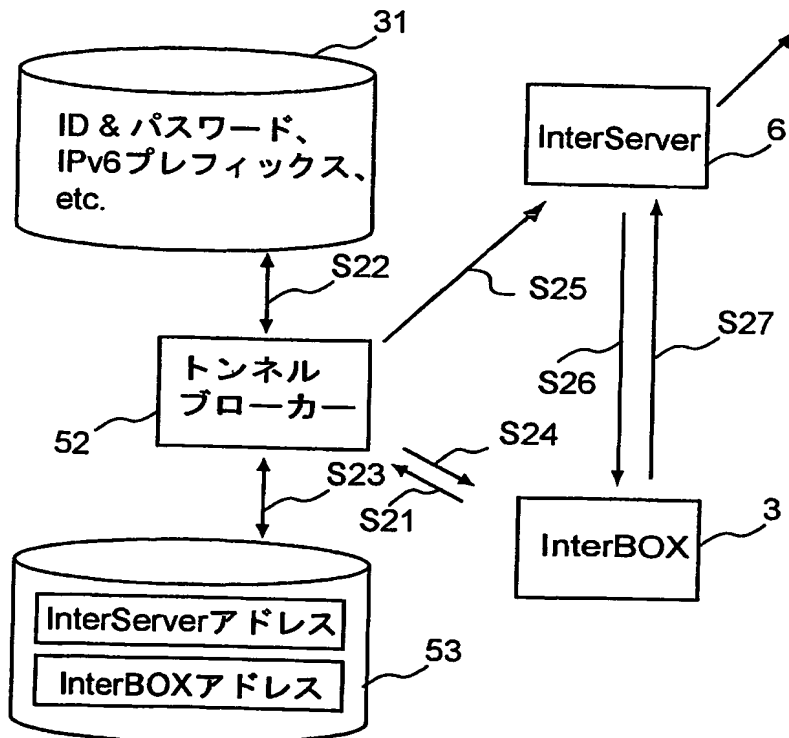 31
ID & パスワード、
IPv6プレフィックス、
etc.
InterServer
6
S22
S25
S27
S26
トンネル
ブローカー
52
S24
S23
S21
3
InterBOX
InterServerアドレス
InterBOXアドレス
53